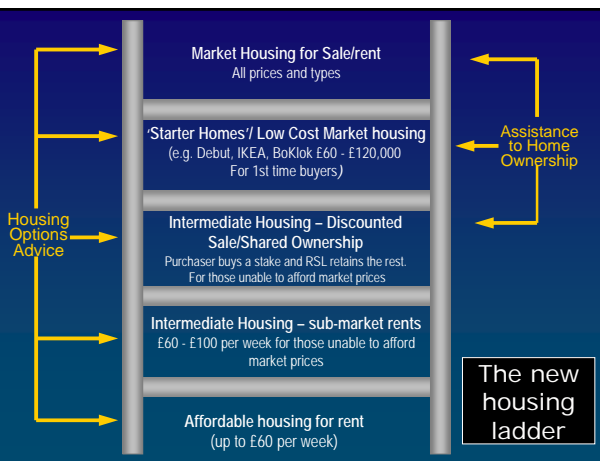 Market Housing for Sale/rent
All prices and types
'Starter Homes'/ Low Cost Market housing
(e.g. Debut, IKEA, BoKlok £60 - £120,000
For 1st time buyers)
Assistance
to Home
Ownership
Housing
Options
Advice
Intermediate Housing – Discounted
Sale/Shared Ownership
Purchaser buys a stake and RSL retains the rest.
For those unable to afford market prices
Intermediate Housing – sub-market rents
£60 - £100 per week for those unable to afford
market prices
The new
housing
ladder
Affordable housing for rent
(up to £60 per week)